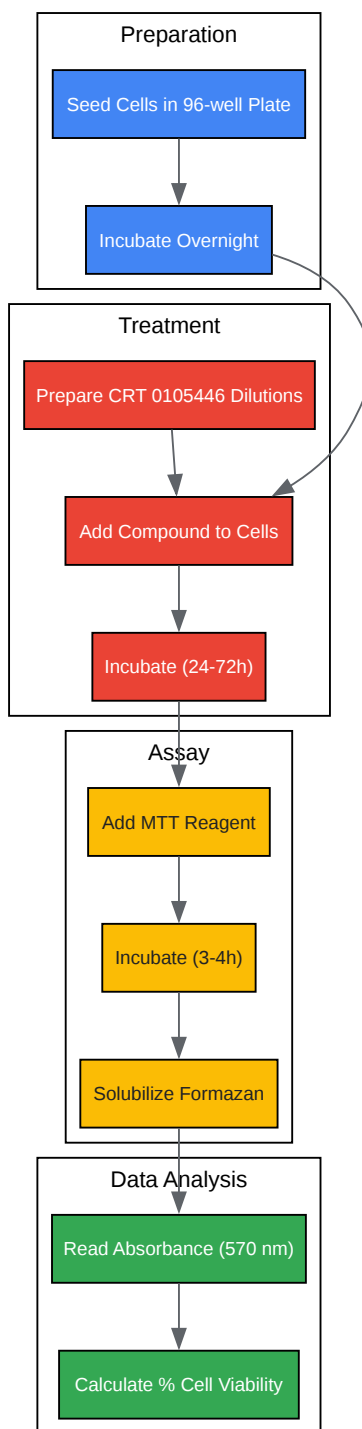 Preparation
Seed Cells in 96-well Plate
Incubate Overnight
Treatment
Prepare CRT 0105446 Dilutions
Add Compound to Cells
Incubate (24-72h)
Assay
Add MTT Reagent
Incubate (3-4h)
Solubilize Formazan
Data Analysis
Read Absorbance (570 nm)
Calculate % Cell Viability